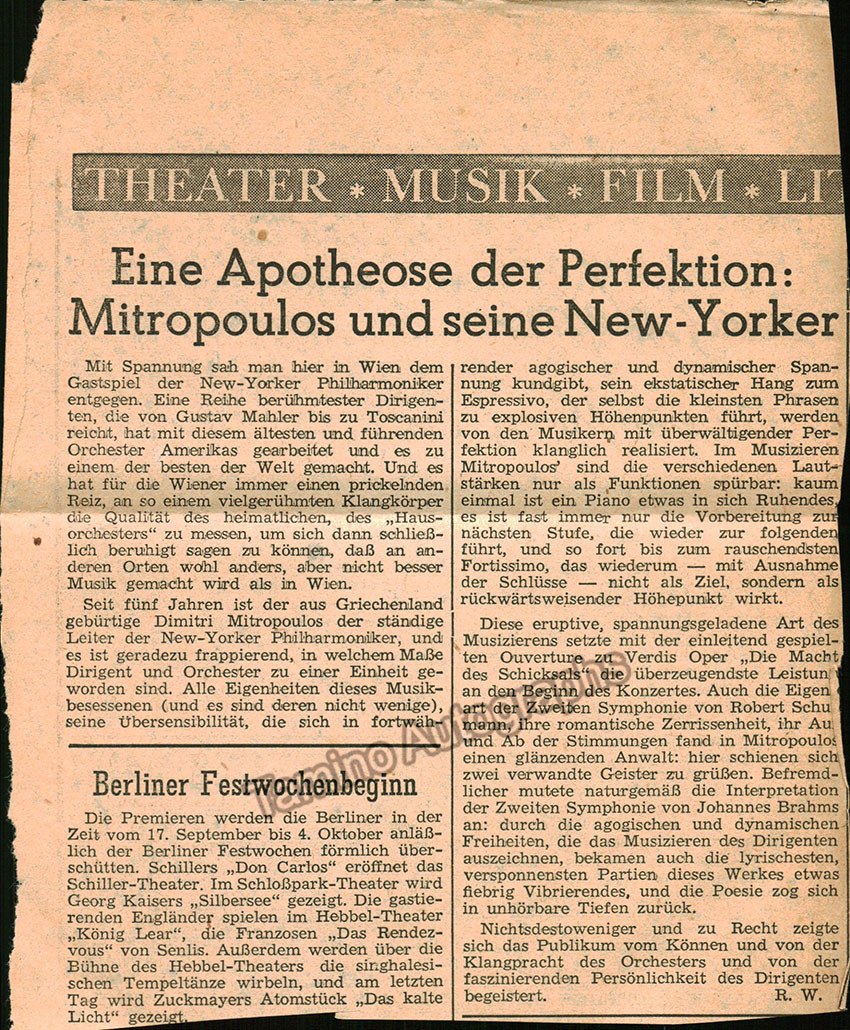 THEATER * MUSIK * FILM * LIT
Eine Apotheose der Perfektion:
Mitropoulos und seine New-Yorker
Mit Spannung sah man hier in Wien dem
Gastspiel der New-Yorker Philharmoniker
entgegen. Eine Reihe berühmtester Dirigen-
ten, die von Gustav Mahler bis zu Toscanini
reicht, hat mit diesem ältesten und führenden
Orchester Amerikas gearbeitet und es zu
einem der besten der Welt gemacht. Und es
hat für die Wiener immer einen prickelnden
Reiz, an so einem vielgerühmten Klangkörper
die Qualität des heimatlichen, des „Haus-
orchesters" zu messen, um sich dann schließ-
lich beruhigt sagen zu können, daß an an-
deren Orten wohl anders, aber nicht besser
Musik gemacht wird als in Wien.
Seit fünf Jahren ist der aus Griechenland
gebürtige Dimitri Mitropoulos der ständige
Leiter der New-Yorker Philharmoniker, und
es ist geradezu frappierend, in welchem Maße
Dirigent und Orchester zu einer Einheit ge-
worden sind. Alle Eigenheiten dieses Musik-
besessenen (und es sind deren nicht wenige),
seine Übersensibilität, die sich in fortwäh-
render agogischer und dynamischer Span-
nung kundgibt, sein ekstatischer Hang zum
Espressivo, der selbst die kleinsten Phrasen
zu explosiven Höhenpunkten führt, werden
von den Musikern mit überwältigender Per-
fektion klanglich realisiert. Im Musizieren
Mitropoulos' sind die verschiedenen Laut-
stärken nur als Funktionen spürbar: kaum
einmal ist ein Piano etwas in sich Ruhendes,
es ist fast immer nur die Vorbereitung zur
nächsten Stufe, die wieder zur folgenden
führt, und so fort bis zum rauschendsten
Fortissimo, das wiederum — mit Ausnahme
der Schlüsse — nicht als Ziel, sondern als
rückwärtsweisender Höhepunkt wirkt.
Diese eruptive, spannungsgeladene Art des
Musizierens setzte mit der einleitend gespiel-
ten Ouverture zu Verdis Oper „Die Macht
des Schicksals" die überzeugendste Leistun
an den Beginn des Konzertes. Auch die Eigen
art der Zweiten Symphonie von Robert Schu
mann, ihre romantische Zerrissenheit, ihr Au
und Ab der Stimmungen fand in Mitropoulos
einen glänzenden Anwalt: hier schienen sich
zwei verwandte Geister zu grüßen. Befremd-
licher mutete naturgemäß die Interpretation
der Zweiten Symphonie von Johannes Brahms
an: durch die agogischen und dynamischen
Freiheiten, die das Musizieren des Dirigenten
auszeichnen, bekamen auch die lyrischesten,
versponnensten Partien dieses Werkes etwas
fiebrig Vibrierendes, und die Poesie zog sich
in unhörbare Tiefen zurück.
Nichtsdestoweniger und zu Recht zeigte
sich das Publikum vom Können und von der
Klangpracht des Orchesters und von der
faszinierenden Persönlichkeit des Dirigenten
begeistert. R. W.
Berliner Festwochenbeginn
Die Premieren werden die Berliner in der
Zeit vom 17. September bis 4. Oktober anläß-
lich der Berliner Festwochen förmlich über-
schütten. Schillers „Don Carlos" eröffnet das
Schiller-Theater. Im Schloßpark-Theater wird
Georg Kaisers „Silbersee" gezeigt. Die gastie-
renden Engländer spielen im Hebbel-Theater
„König Lear", die Franzosen „Das Rendez-
vous" von Senlis. Außerdem werden über die
Bühne des Hebbel-Theaters die singhalesi-
schen Tempeltänze wirbeln, und am letzten
Tag wird Zuckmayers Atomstück „Das kalte
Licht" gezeigt.
Tamino Autographs